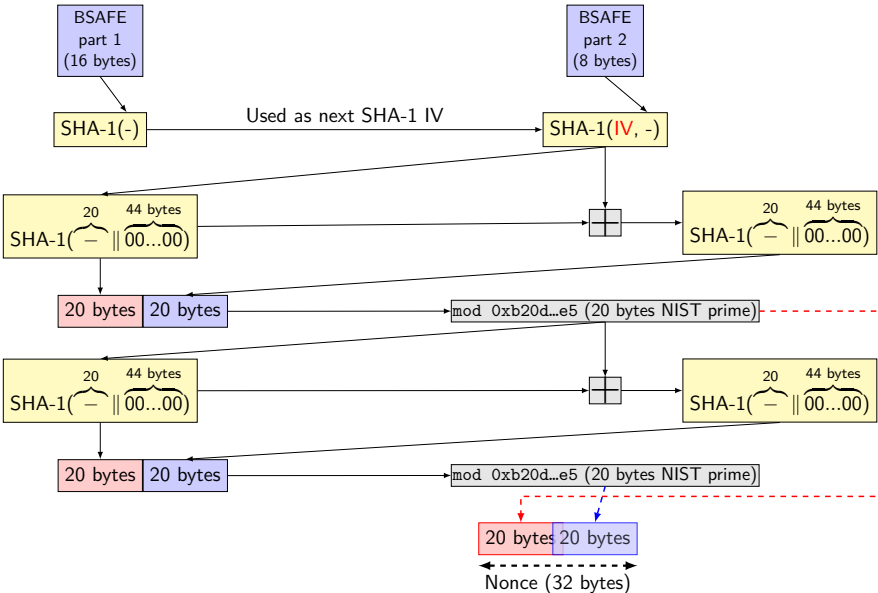 BSAFE
part 1
(16 bytes)
BSAFE
part 2
(8 bytes)
SHA-1(-)
Used as next SHA-1 IV
SHA-1(IV, -)
20
44 bytes
SHA-1( − ∥ 00...00)
20
44 bytes
SHA-1( − ∥ 00...00)
20 bytes
20 bytes
mod 0xb20d…e5 (20 bytes NIST prime)
20
44 bytes
SHA-1( − ∥ 00...00)
20
44 bytes
SHA-1( − ∥ 00...00)
20 bytes
20 bytes
mod 0xb20d…e5 (20 bytes NIST prime)
20 bytes
20 bytes
Nonce (32 bytes)